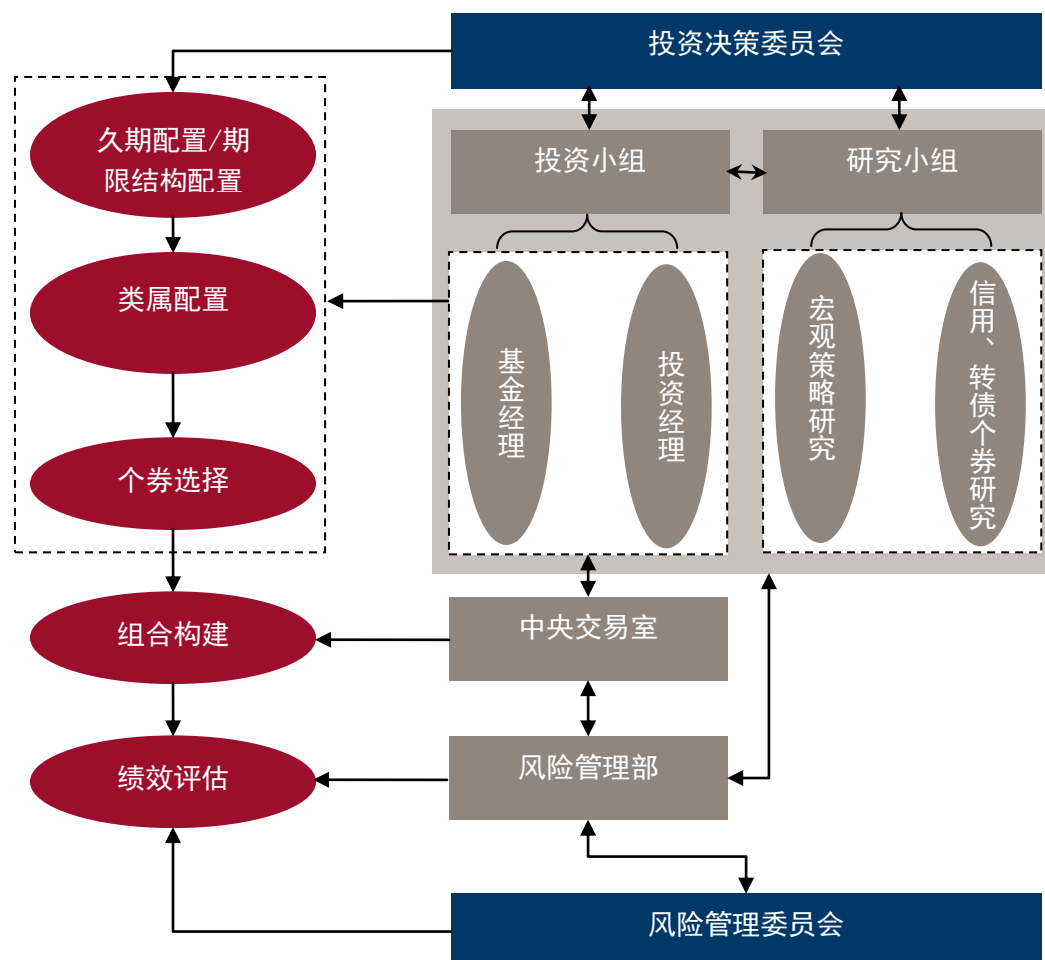 投资决策委员会
久期配置/期
限结构配置
类属配置
个券选择
组合构建
绩效评估
投资小组
研究小组
基金经理
投资经理
宏观策略研究
信用、转债个券研究
中央交易室
风险管理部
风险管理委员会